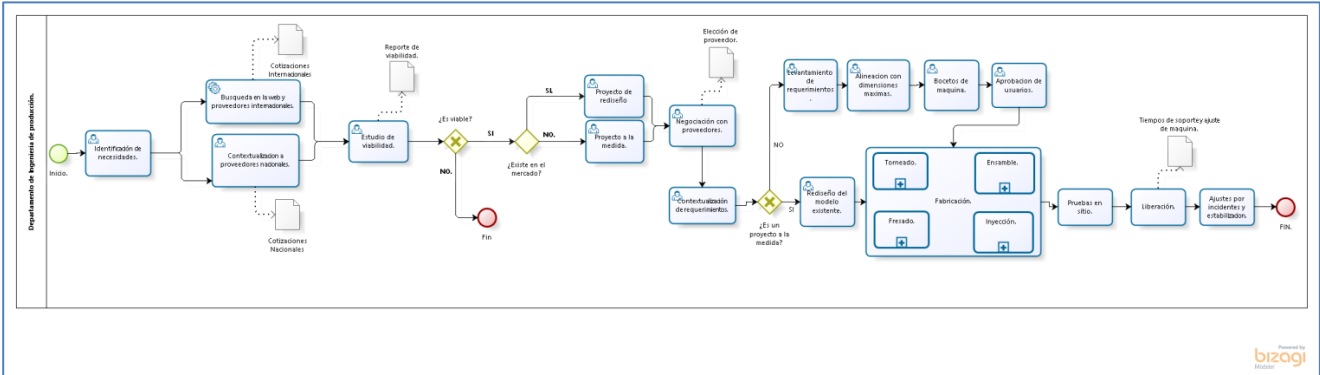 Departamento de Ingeniería de producción.
Inicio.
Identificación de
necesidades.
Cotizaciones
Internacionales
Busqueda en la web y
proveedores internacionales.
Contextualización a
proveedores nacionales.
Cotizaciones
Nacionales
Reporte de
viabilidad.
Estudio de
viabilidad.
¿Es viable?
SI
NO.
Fin
¿Existe en el
mercado?
SI.
NO.
Proyecto de
rediseño
Proyecto a la
medida.
Elección de
proveedor.
Negociación con
proveedores.
Contextualización
de requerimientos.
¿Es un
proyecto a la
medida?
NO
SI
Levantamiento
de
requerimientos
.
Alineacion con
dimensiones
maximas.
Bocetos de
maquina.
Aprobacion de
usuarios.
Rediseño del
modelo
existente.
Torneado.
Ensamble.
Fabricación.
Fresado.
Inyección.
Pruebas en
sitio.
Tiempos de soporte y ajuste
de maquina.
Liberación.
Ajustes por
incidentes y
estabilizacion.
FIN.
Powered by
bizagi
Modeler